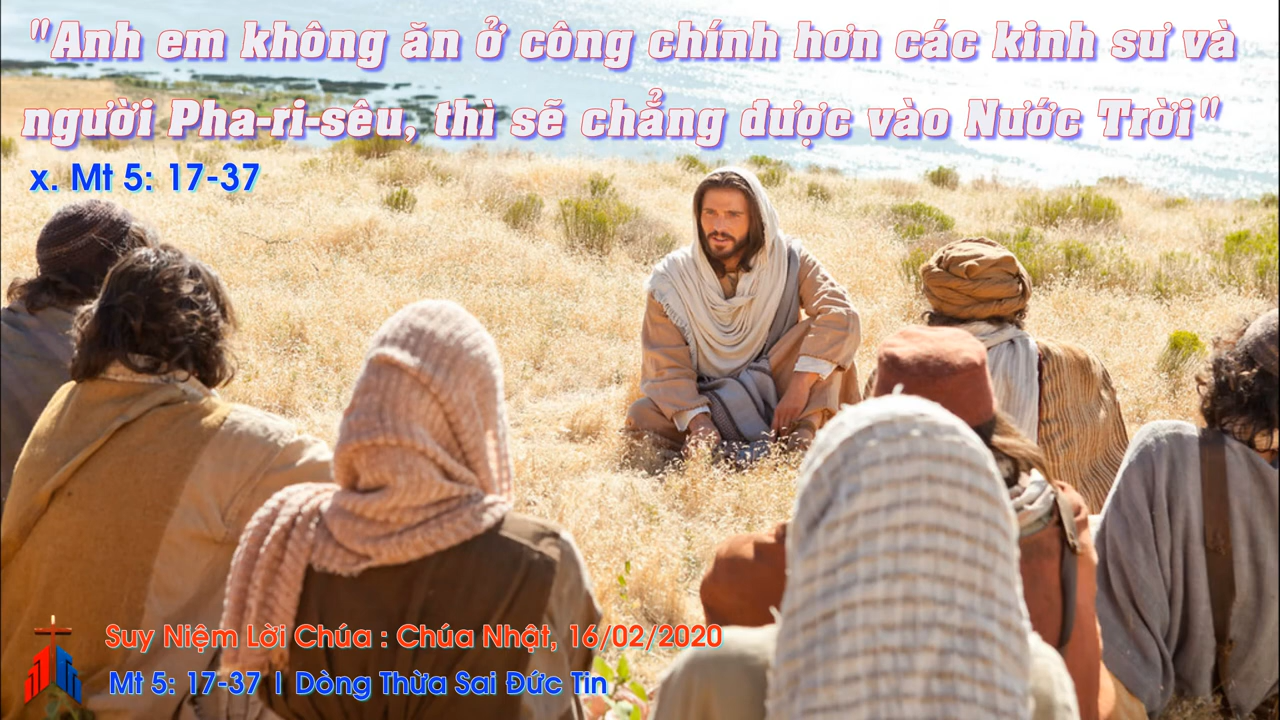 "Anh em không ăn ở công chính hơn các kinh sư và
người Pha-ri-sêu, thì sẽ chẳng được vào Nước Trời"
x. Mt 5: 17-37
Suy Niệm Lời Chúa : Chúa Nhật, 16/02/2020
Mt 5: 17-37 | Dòng Thừa Sai Đức Tin